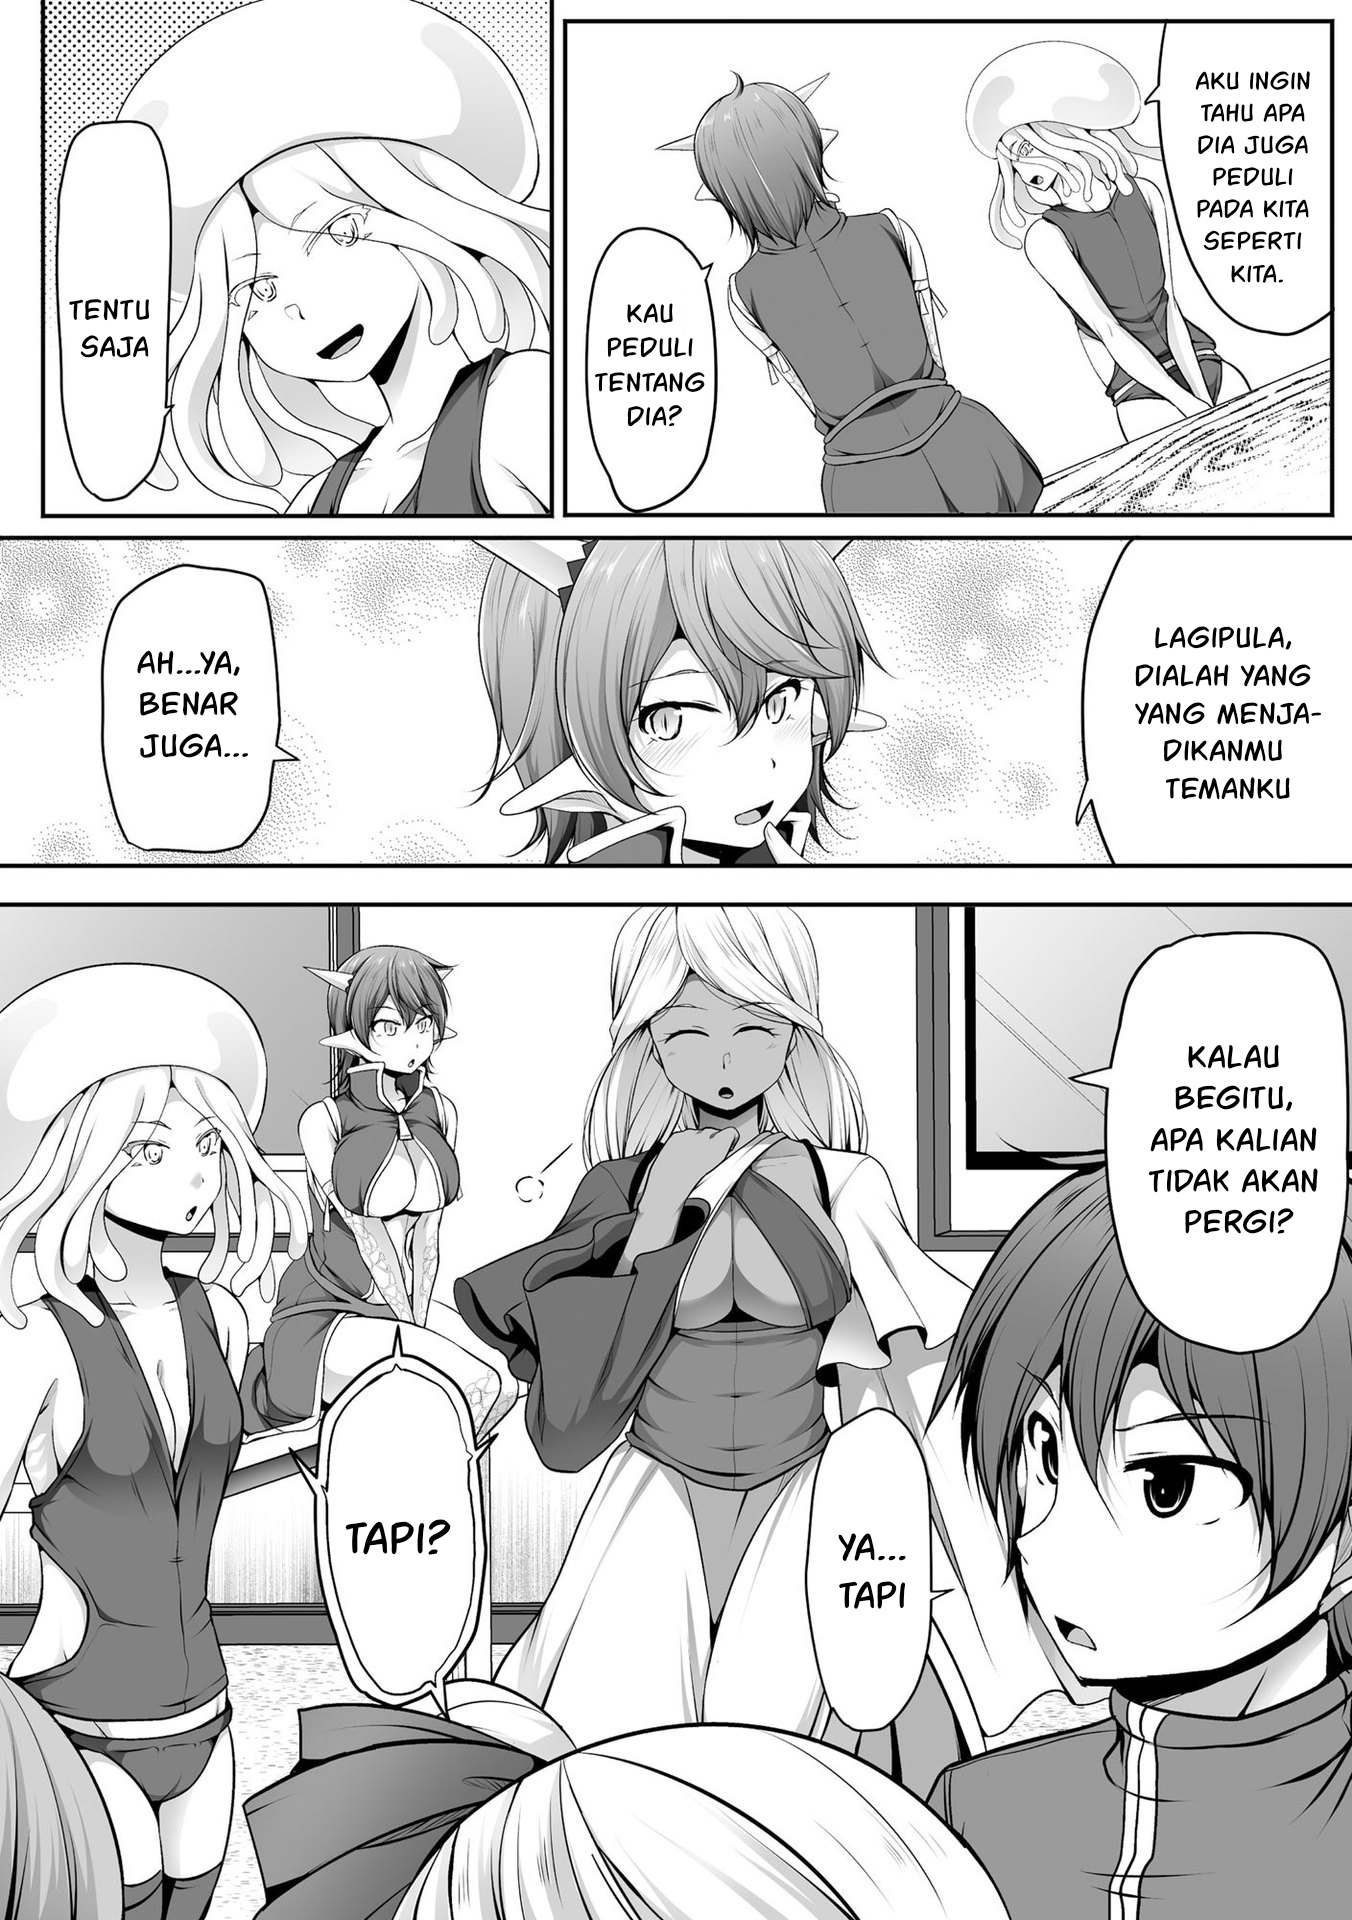 AKU INGIN
TAHU APA
DIA JUGA
PEDULI
PADA KITA
SEPERTI
KITA.
KAU
PEDULI
TENTANG
DIA?
TENTU
SAJA
LAGIPULA,
DIALAH YANG
YANG MENJA-
DIKANMU
TEMANKU
AH...YA,
BENAR
JUGA...
KALAU
BEGITU,
APA KALIAN
TIDAK AKAN
PERGI?
YA...
TAPI
TAPI?